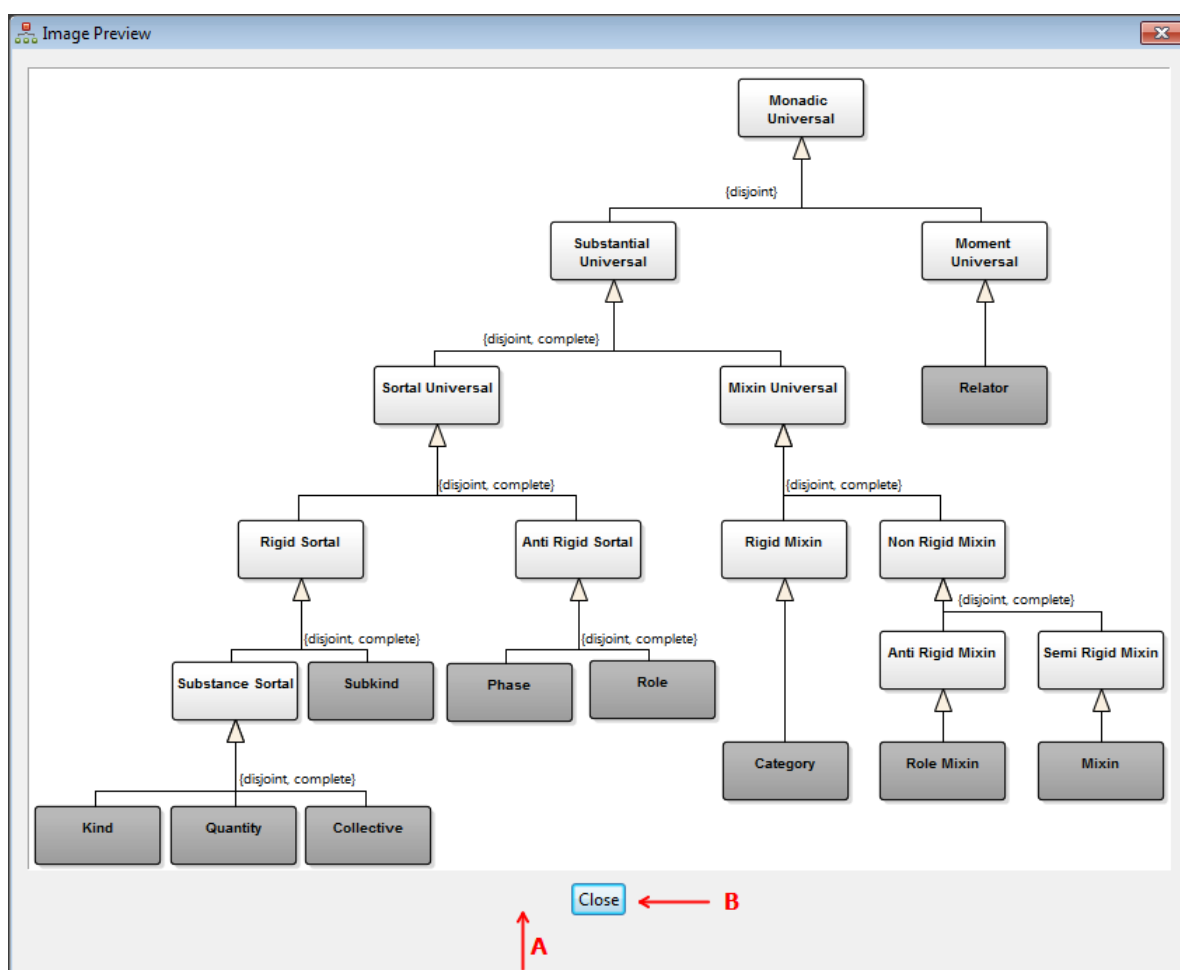 Image Preview
Monadic
Universal
{disjoint}
Substantial
Universal
Moment
Universal
{disjoint, complete}
Sortal Universal
Mixin Universal
Relator
{disjoint, complete}
{disjoint, complete}
Rigid Sortal
Anti Rigid Sortal
Rigid Mixin
Non Rigid Mixin
{disjoint, complete}
{disjoint, complete}
{disjoint, complete}
Substance Sortal
Subkind
Phase
Role
Anti Rigid Mixin
Semi Rigid Mixin
{disjoint, complete}
Category
Role Mixin
Mixin
Kind
Quantity
Collective
Close
B
A